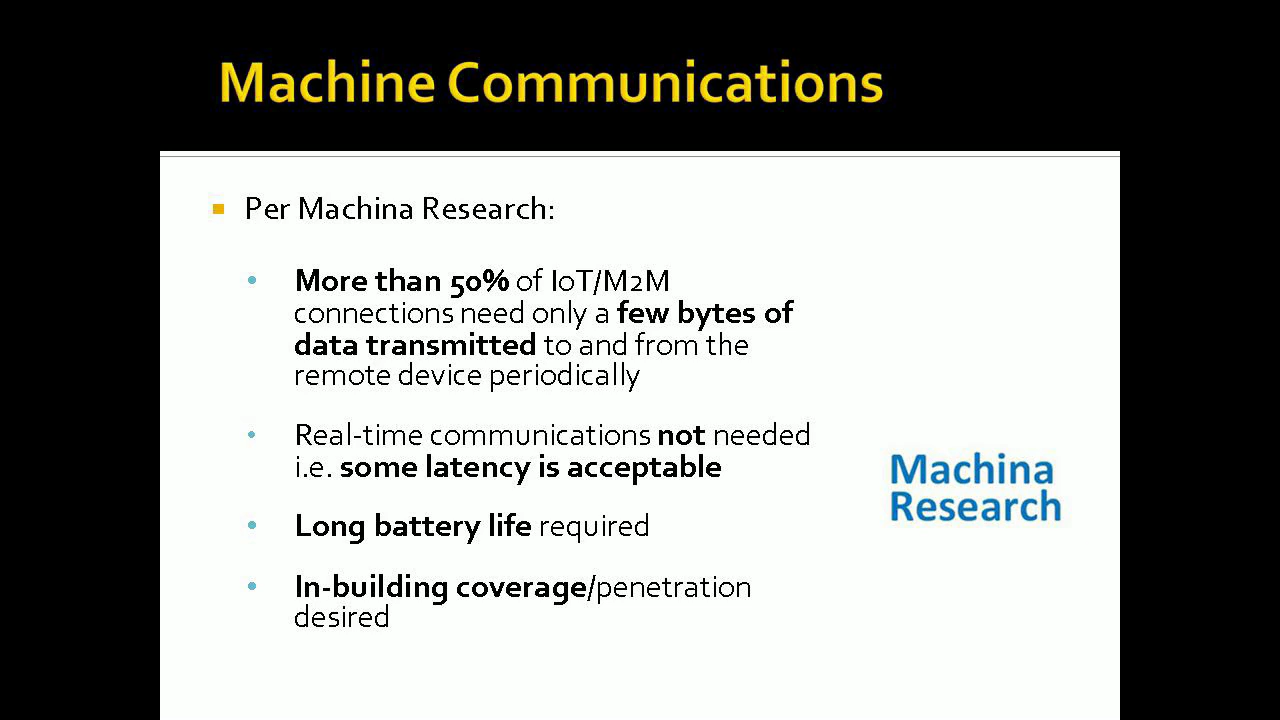 Machine Communications
Per Machina Research:
More than 50% of IoT/M2M
connections need only a few bytes of
data transmitted to and from the
remote device periodically
Real-time communications not needed
i.e. some latency is acceptable
Long battery life required
In-building coverage/penetration
desired
Machina
Research